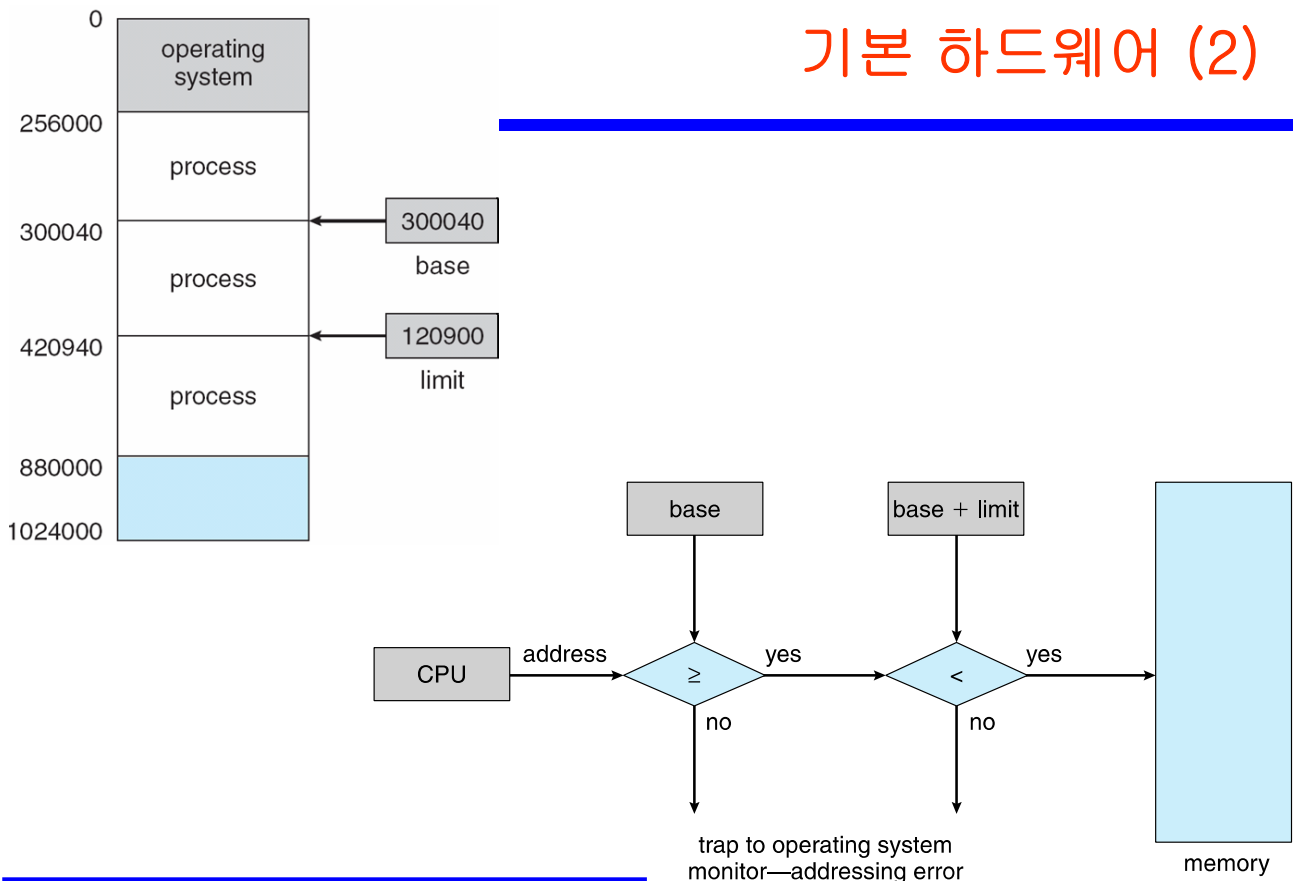 기본 하드웨어 (2)
0
operating
system
256000
process
300040
300040
base
process
420940
120900
limit
process
880000
1024000
base
base + limit
CPU
address
≥
yes
<
yes
no
no
trap to operating system
monitor—addressing error
memory